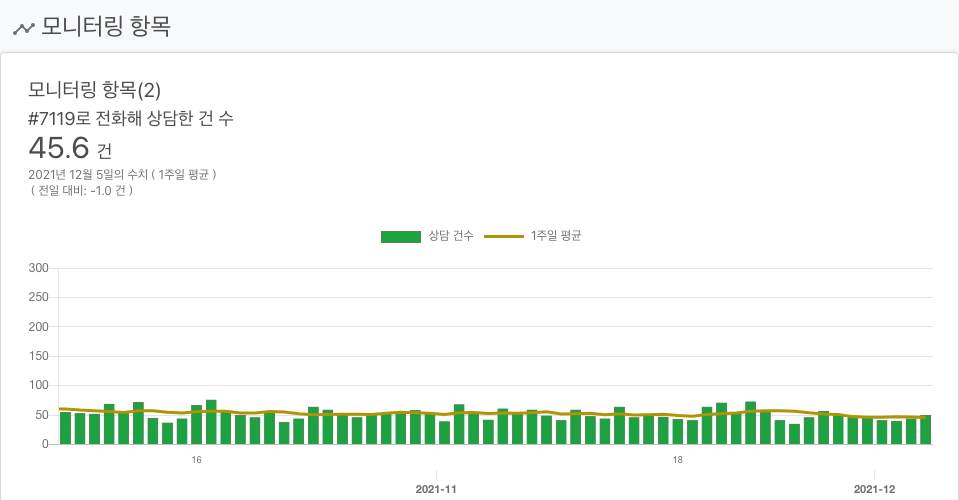 모니터링 항목
모니터링 항목(2)
#7119로 전화해 상담한 건 수
45.6 건
2021년 12월 5일의 수치 ( 1주일 평균 )
( 전일 대비: -1.0 건 )
상담 건수 1주일 평균
300
250
200
150
100
50
0
16 18
2021-11 2021-12